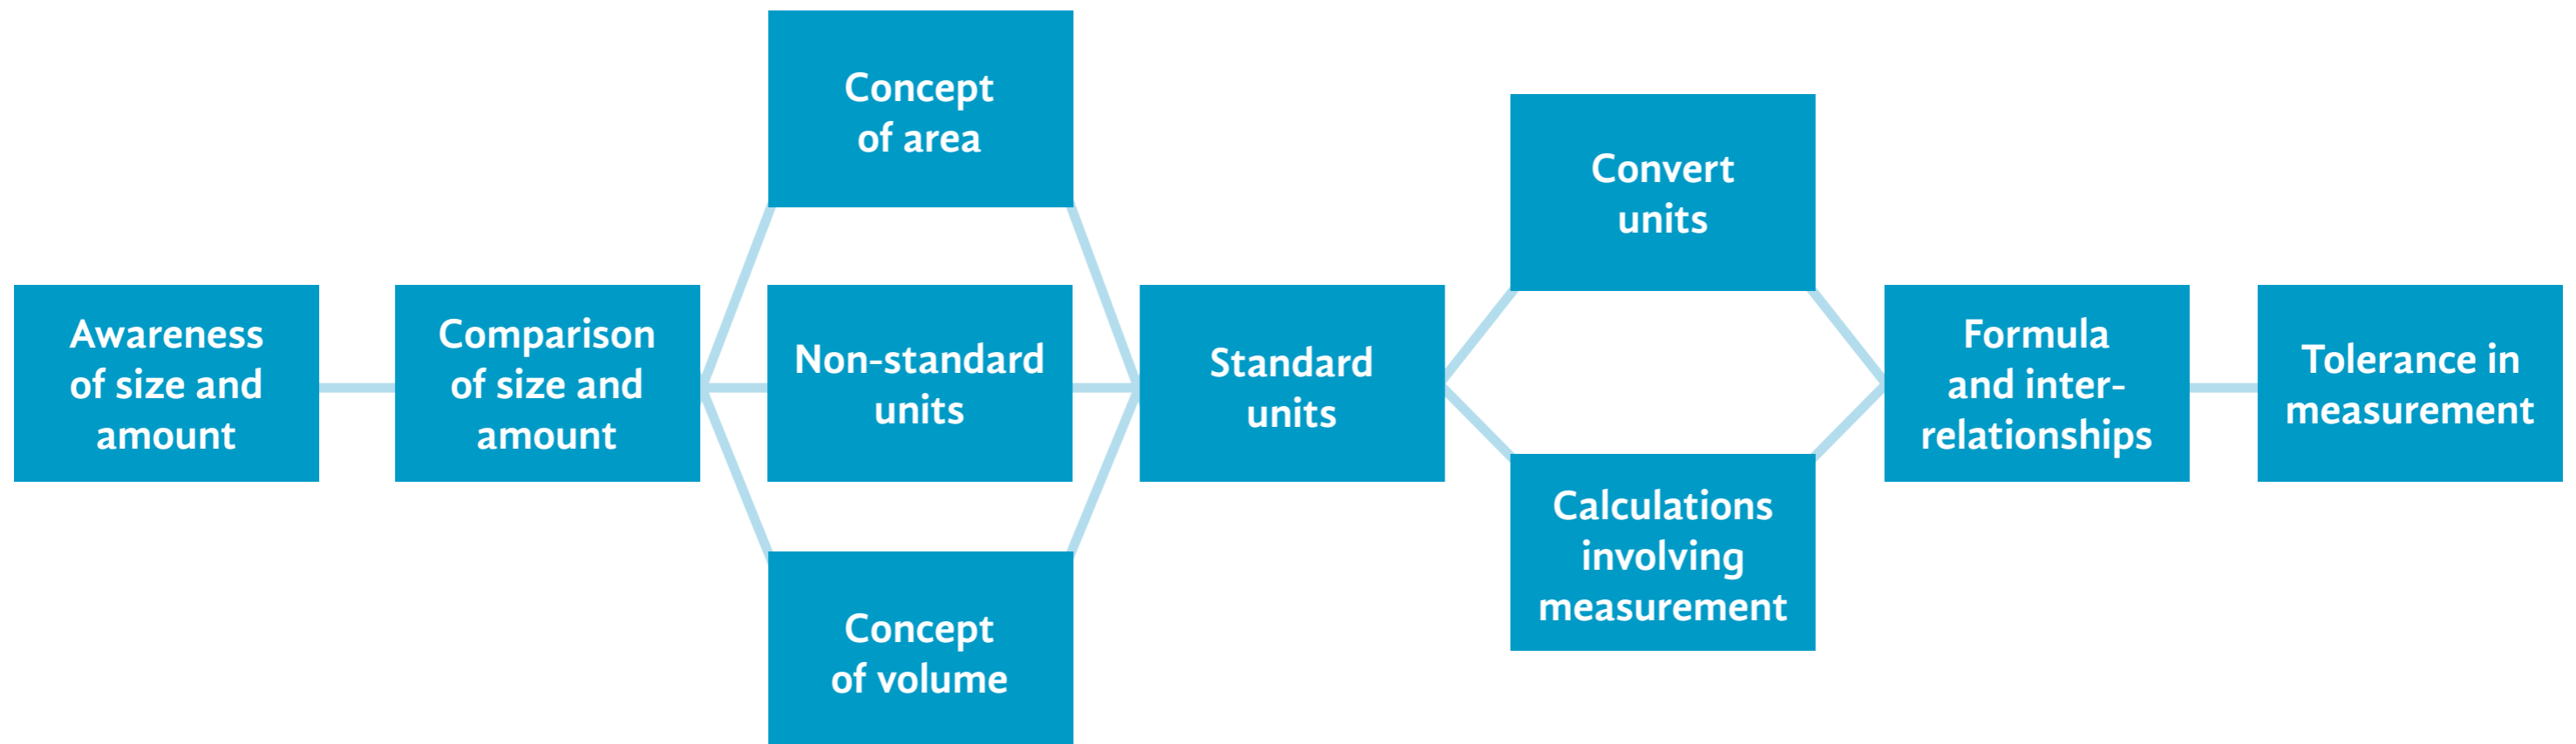 Awareness
of size and
amount
Comparison
of size and
amount
Concept
of area
Non-standard
units
Concept
of volume
Standard
units
Convert
units
Calculations
involving
measurement
Formula
and inter-
relationships
Tolerance in
measurement